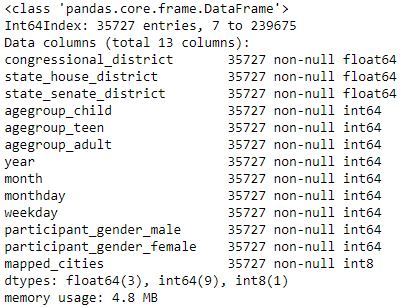 <class 'pandas.core.frame.DataFrame'>
Int64Index: 35727 entries, 7 to 239675
Data columns (total 13 columns):
congressional_district       35727 non-null float64
state_house_district         35727 non-null float64
state_senate_district        35727 non-null float64
agegroup_child               35727 non-null int64
agegroup_teen                35727 non-null int64
agegroup_adult               35727 non-null int64
year                         35727 non-null int64
month                        35727 non-null int64
monthday                     35727 non-null int64
weekday                      35727 non-null int64
participant_gender_male      35727 non-null int64
participant_gender_female    35727 non-null int64
mapped_cities                35727 non-null int8
dtypes: float64(3), int64(9), int8(1)
memory usage: 4.8 MB